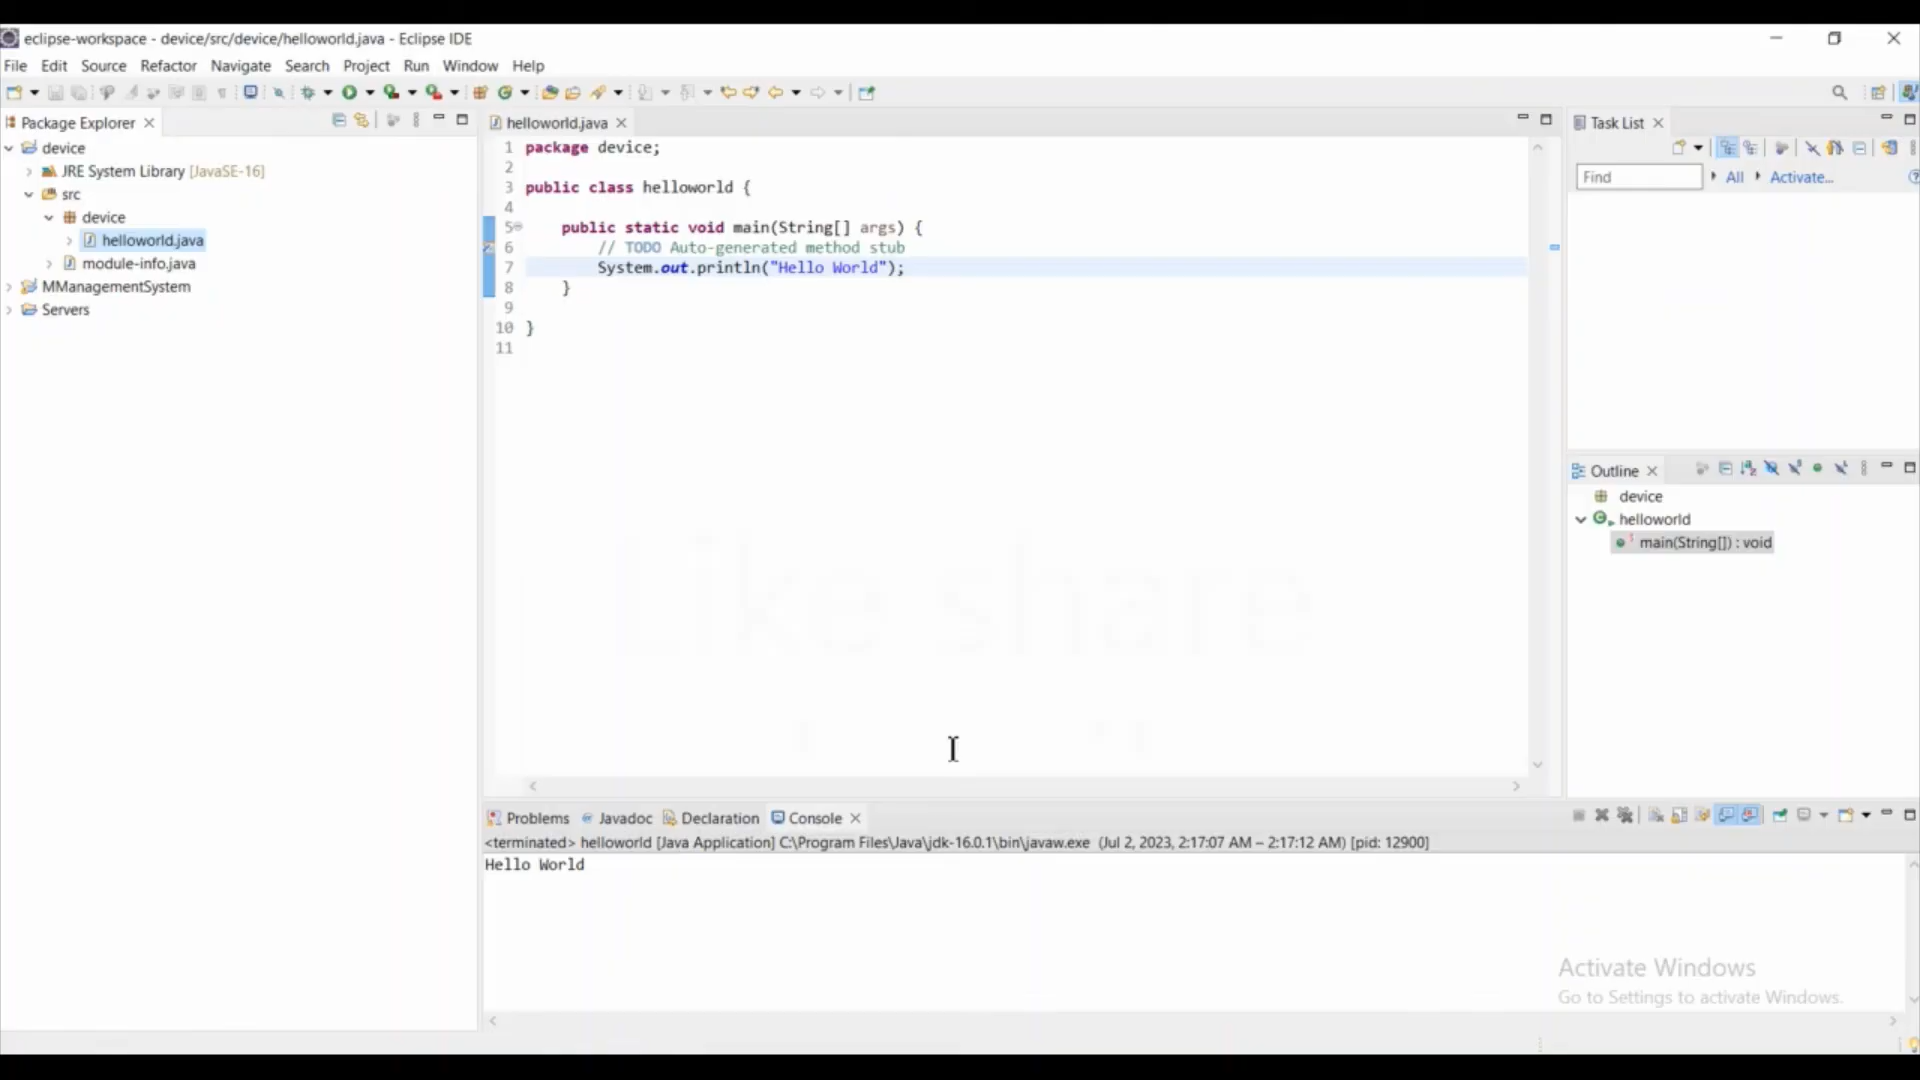 eclipse-workspace - device/src/device/helloworld.java - Eclipse IDE
File Edit Source Refactor Navigate Search Project Run Window Help
Package Explorer
device
JRE System Library [JavaSE-16]
src
device
helloworld.java
module-info.java
MManagementSystem
Servers
helloworld.java
1 package device;
2
3 public class helloworld {
4
5 public static void main(String[] args) {
6 // TODO Auto-generated method stub
7 System.out.println("Hello World");
8 }
9
10 }
11
Like share
Task List
Find All Activate...
Outline
device
helloworld
main(String[]) : void
Problems Javadoc Declaration Console
<terminated> helloworld [Java Application] C:\Program Files\Java\jdk-16.0.1\bin\javaw.exe (Jul 2, 2023, 2:17:07 AM – 2:17:12 AM) [pid: 12900]
Hello World
Activate Windows
Go to Settings to activate Windows.